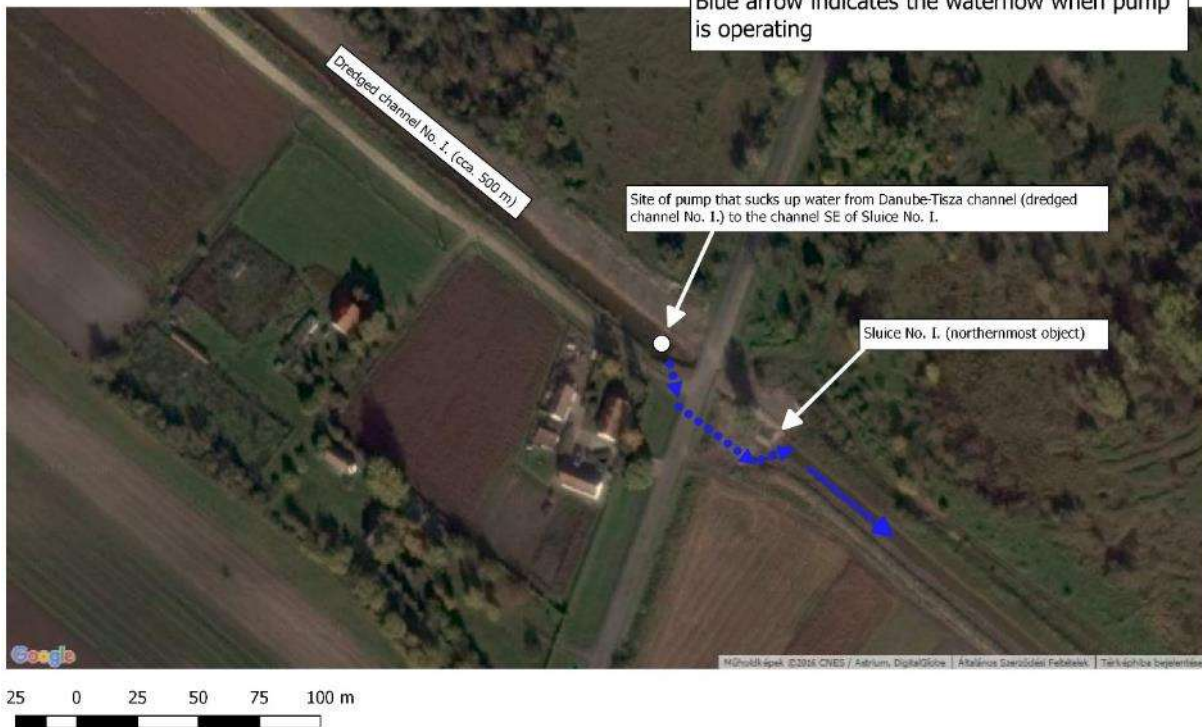 Blue arrow indicates the waterflow when pump
is operating
Dredged channel No. I. (cca. 500 m)
Site of pump that sucks up water from Danube-Tisza channel (dredged
channel No. I.) to the channel SE of Sluice No. I.
Sluice No. I. (northernmost object)
Google
Műholdképek ©2016 CNES / Astrium, DigitalGlobe | Általános Szerződési Feltételek | Térképhiba bejelentése
25 0 25 50 75 100 m